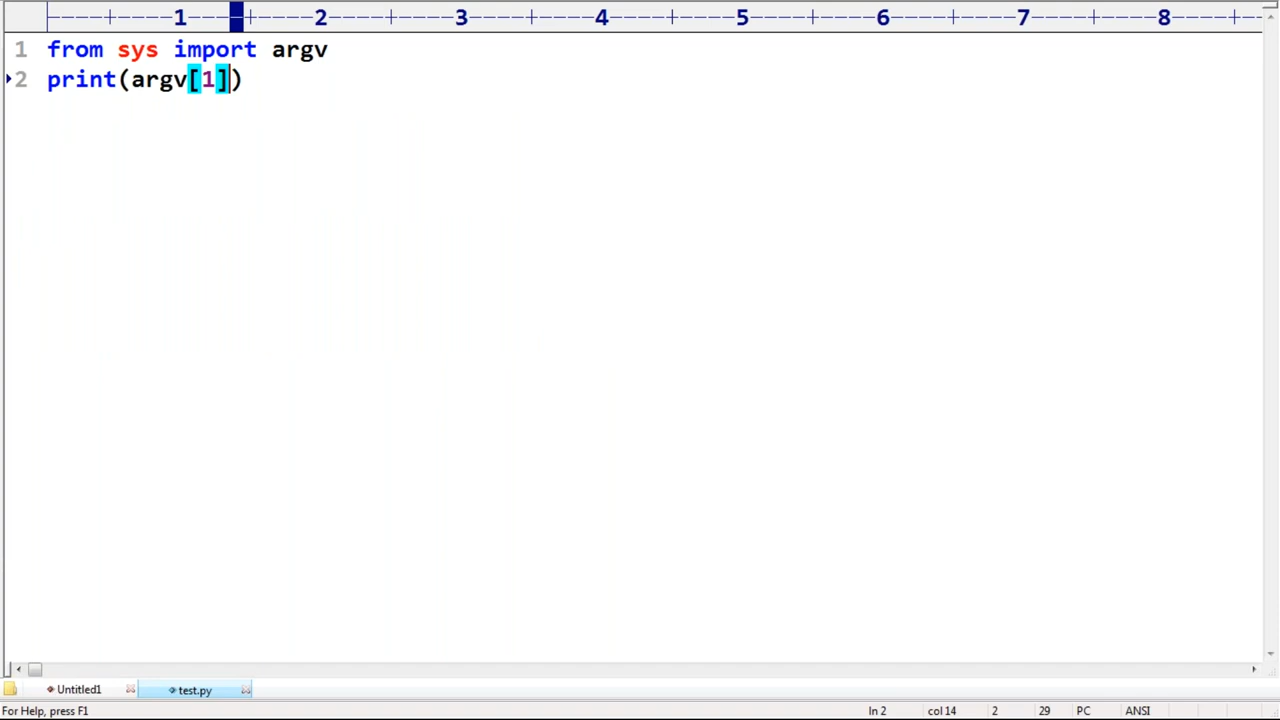 1 2 3 4 5 6 7 8
1 from sys import argv
2 print(argv[1])
Untitled1 test.py
For Help, press F1 ln 2 col 14 2 29 PC ANSI